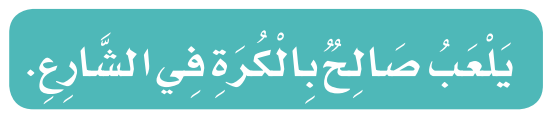 يَلْعَبُ صَالِحٌ بِالْكُرَةِ فِي الشَّارِعِ.